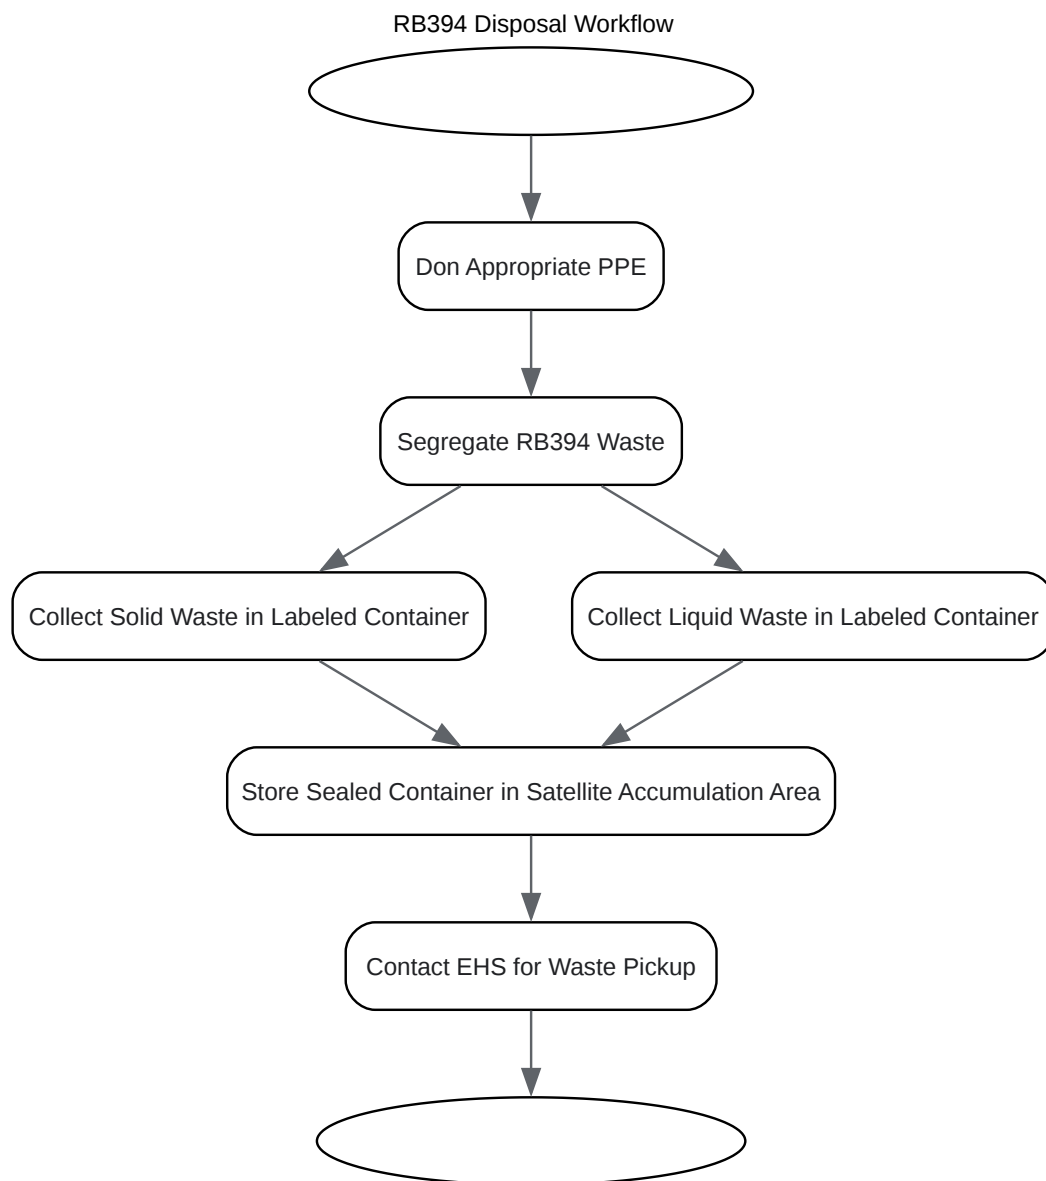 RB394 Disposal Workflow
Don Appropriate PPE
Segregate RB394 Waste
Collect Solid Waste in Labeled Container
Collect Liquid Waste in Labeled Container
Store Sealed Container in Satellite Accumulation Area
Contact EHS for Waste Pickup